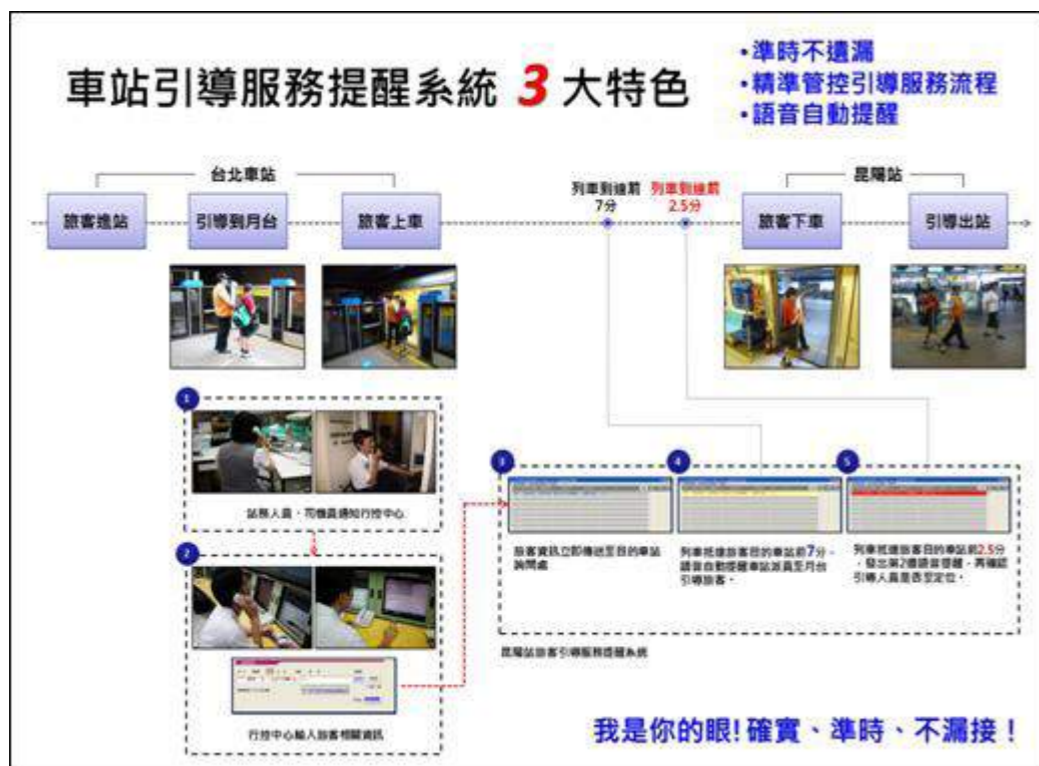 車站引導服務提醒系統 3 大特色
•準時不遺漏
•精準管控引導服務流程
•語音自動提醒
台北車站
旅客進站
引導到月台
旅客上車
列車到達前
7分
列車到達前
2.5分
昆陽站
旅客下車
引導出站
1
站務人員、司機員通知行控中心
2
行控中心輸入旅客相關資訊
3
旅客資訊立即傳送至目的車站
詢問處
4
列車抵達旅客目的車站前7分，
語音自動提醒車站派員至月台
引導旅客。
5
列車抵達旅客目的車站前2.5分
，發出第2遍語音提醒，再確認
引導人員是否至定位。
昆陽站旅客引導服務提醒系統
我是你的眼!確實、準時、不漏接！